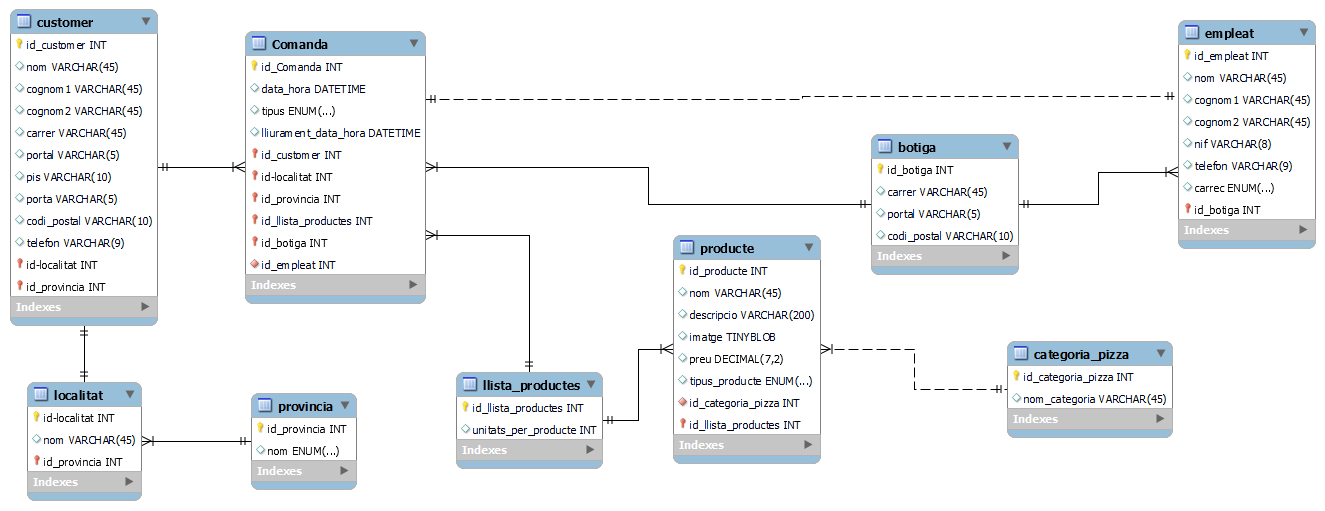 customer
id_customer INT
nom VARCHAR(45)
cognom1 VARCHAR(45)
cognom2 VARCHAR(45)
carrer VARCHAR(45)
portal VARCHAR(5)
pis VARCHAR(10)
porta VARCHAR(5)
codi_postal VARCHAR(10)
telefon VARCHAR(9)
id-localitat INT
id_provincia INT
Indexes
Comanda
id_Comanda INT
data_hora DATETIME
tipus ENUM(...)
lliurament_data_hora DATETIME
id_customer INT
id-localitat INT
id_provincia INT
id_llista_productes INT
id_botiga INT
id_empleat INT
Indexes
empleat
id_empleat INT
nom VARCHAR(45)
cognom1 VARCHAR(45)
cognom2 VARCHAR(45)
nif VARCHAR(8)
telefon VARCHAR(9)
carrec ENUM(...)
id_botiga INT
Indexes
botiga
id_botiga INT
carrer VARCHAR(45)
portal VARCHAR(5)
codi_postal VARCHAR(10)
Indexes
producte
id_producte INT
nom VARCHAR(45)
descripcio VARCHAR(200)
imatge TINYBLOB
preu DECIMAL(7,2)
tipus_producte ENUM(...)
id_categoria_pizza INT
id_llista_productes INT
Indexes
categoria_pizza
id_categoria_pizza INT
nom_categoria VARCHAR(45)
Indexes
llista_productes
id_llista_productes INT
unitats_per_producte INT
Indexes
localitat
id-localitat INT
nom VARCHAR(45)
id_provincia INT
Indexes
provincia
id_provincia INT
nom ENUM(...)
Indexes